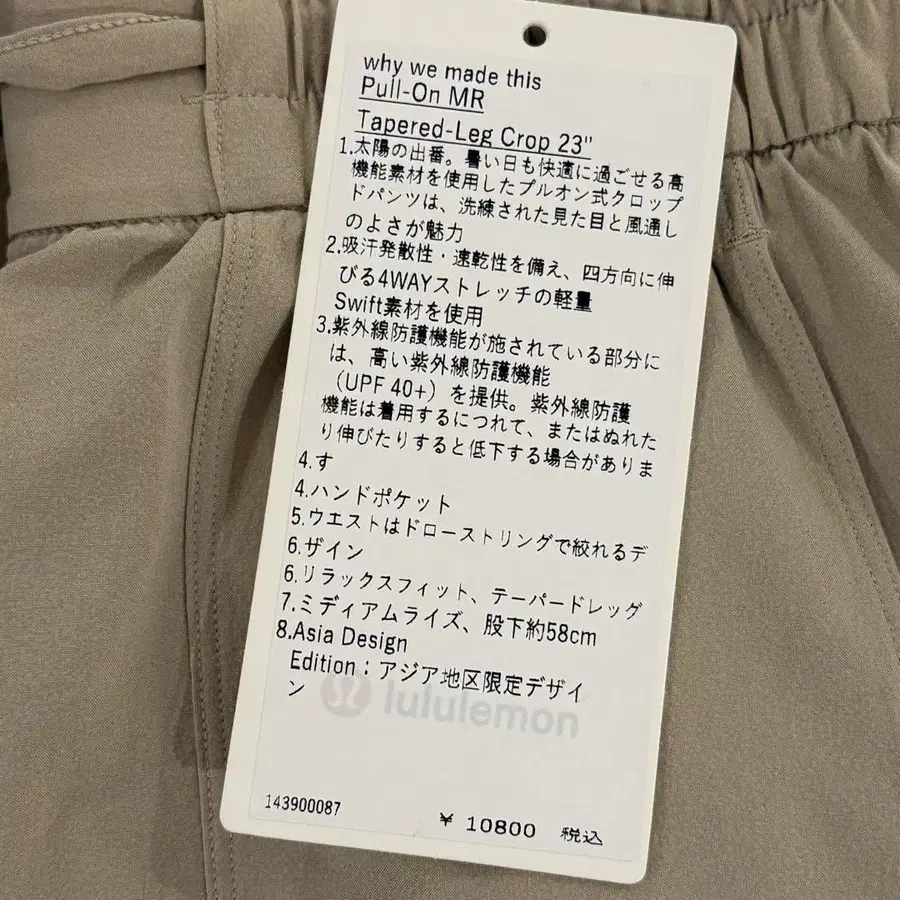 why we made this
Pull-On MR
Tapered-Leg Crop 23"
1.太陽の出番。暑い日も快適に過ごせる高
機能素材を使用したプルオン式クロップ
ドパンツは、洗練された見た目と風通し
のよさが魅力
2.吸汗発散性・速乾性を備え、四方向に伸
びる4WAYストレッチの軽量
Swift素材を使用
3.紫外線防護機能が施されている部分に
は、高い紫外線防護機能
（UPF 40+）を提供。紫外線防護
機能は着用するにつれて、またはぬれた
り伸びたりすると低下する場合がありま
4.す
4.ハンドポケット
5.ウエストはドローストリングで絞れるデ
6.ザイン
6.リラックスフィット、テーパードレッグ
7.ミディアムライズ、股下約58cm
8.Asia Design
Edition：アジア地区限定デザイ
ン
lululemon
143900087
¥ 10800 税込